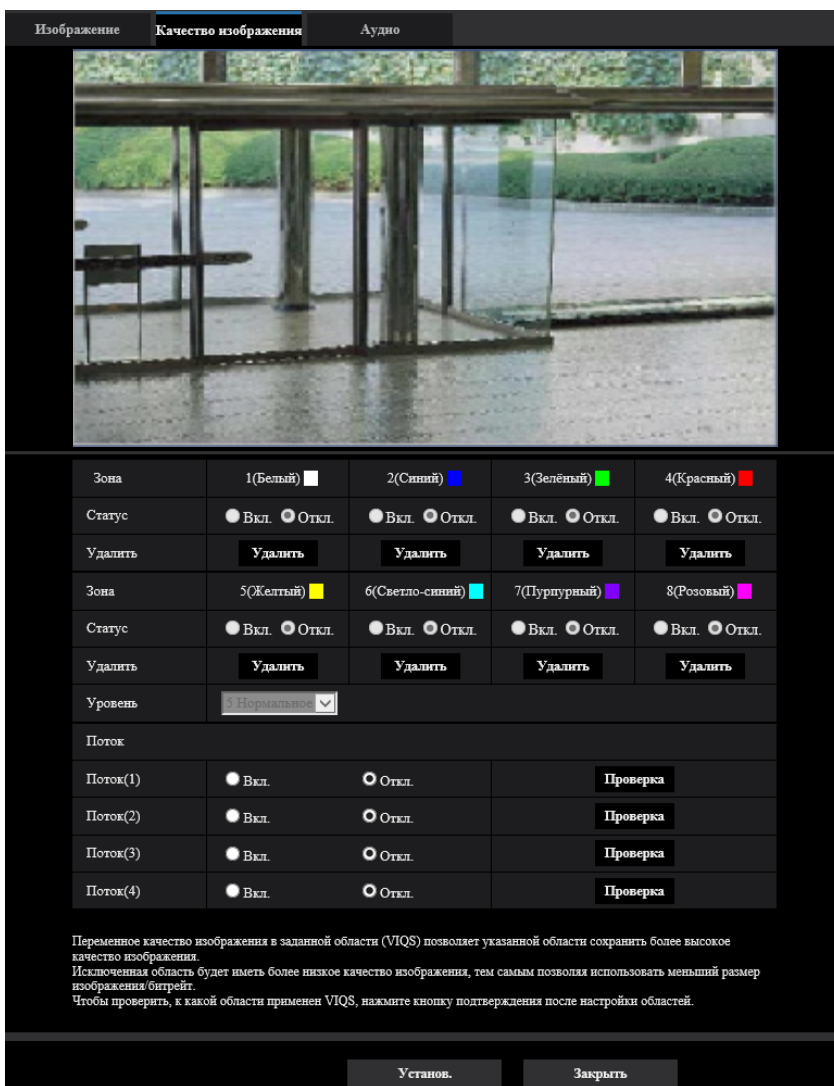 Изображение Качество изображения Аудио
Зона 1(Белый) 2(Синий) 3(Зелёный) 4(Красный)
Статус Вкл. Откл. Вкл. Откл. Вкл. Откл. Вкл. Откл.
Удалить Удалить Удалить Удалить Удалить
Зона 5(Желтый) 6(Светло-синий) 7(Пурпурный) 8(Розовый)
Статус Вкл. Откл. Вкл. Откл. Вкл. Откл. Вкл. Откл.
Удалить Удалить Удалить Удалить Удалить
Уровень 5 Нормальное
Поток
Поток(1) Вкл. Откл. Проверка
Поток(2) Вкл. Откл. Проверка
Поток(3) Вкл. Откл. Проверка
Поток(4) Вкл. Откл. Проверка
Переменное качество изображения в заданной области (VIQS) позволяет указанной области сохранить более высокое
качество изображения.
Исключенная область будет иметь более низкое качество изображения, тем самым позволяя использовать меньший размер
изображения/битрейт.
Чтобы проверить, к какой области применен VIQS, нажмите кнопку подтверждения после настройки областей.
Установ. Закрыть